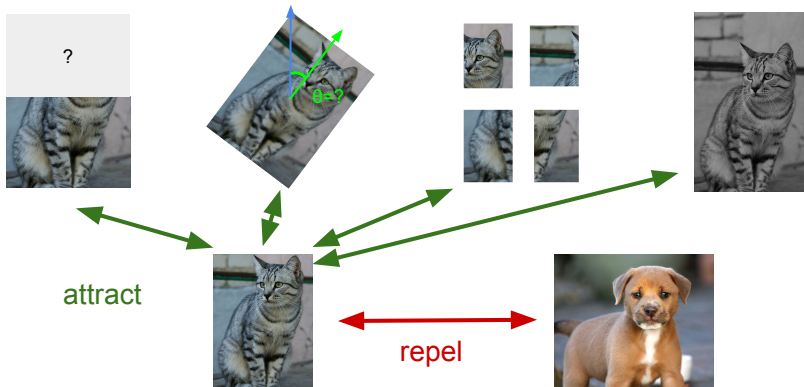 ?
θ=?
attract
repel